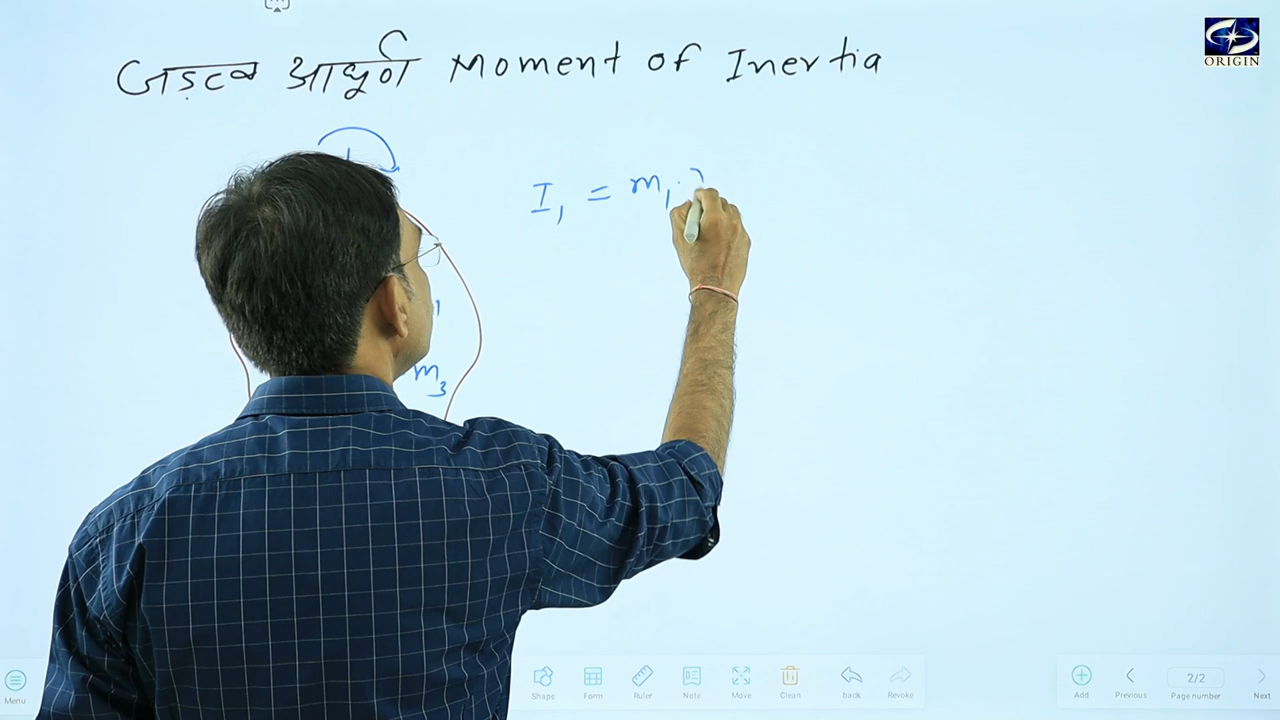 जड़त्व आघूर्ण Moment of Inertia
ORIGIN
I₁ = m₁.
m₃
Menu
Shape Form Ruler Note Move Clean back Revoke
Add Previous 2/2 Page number Next